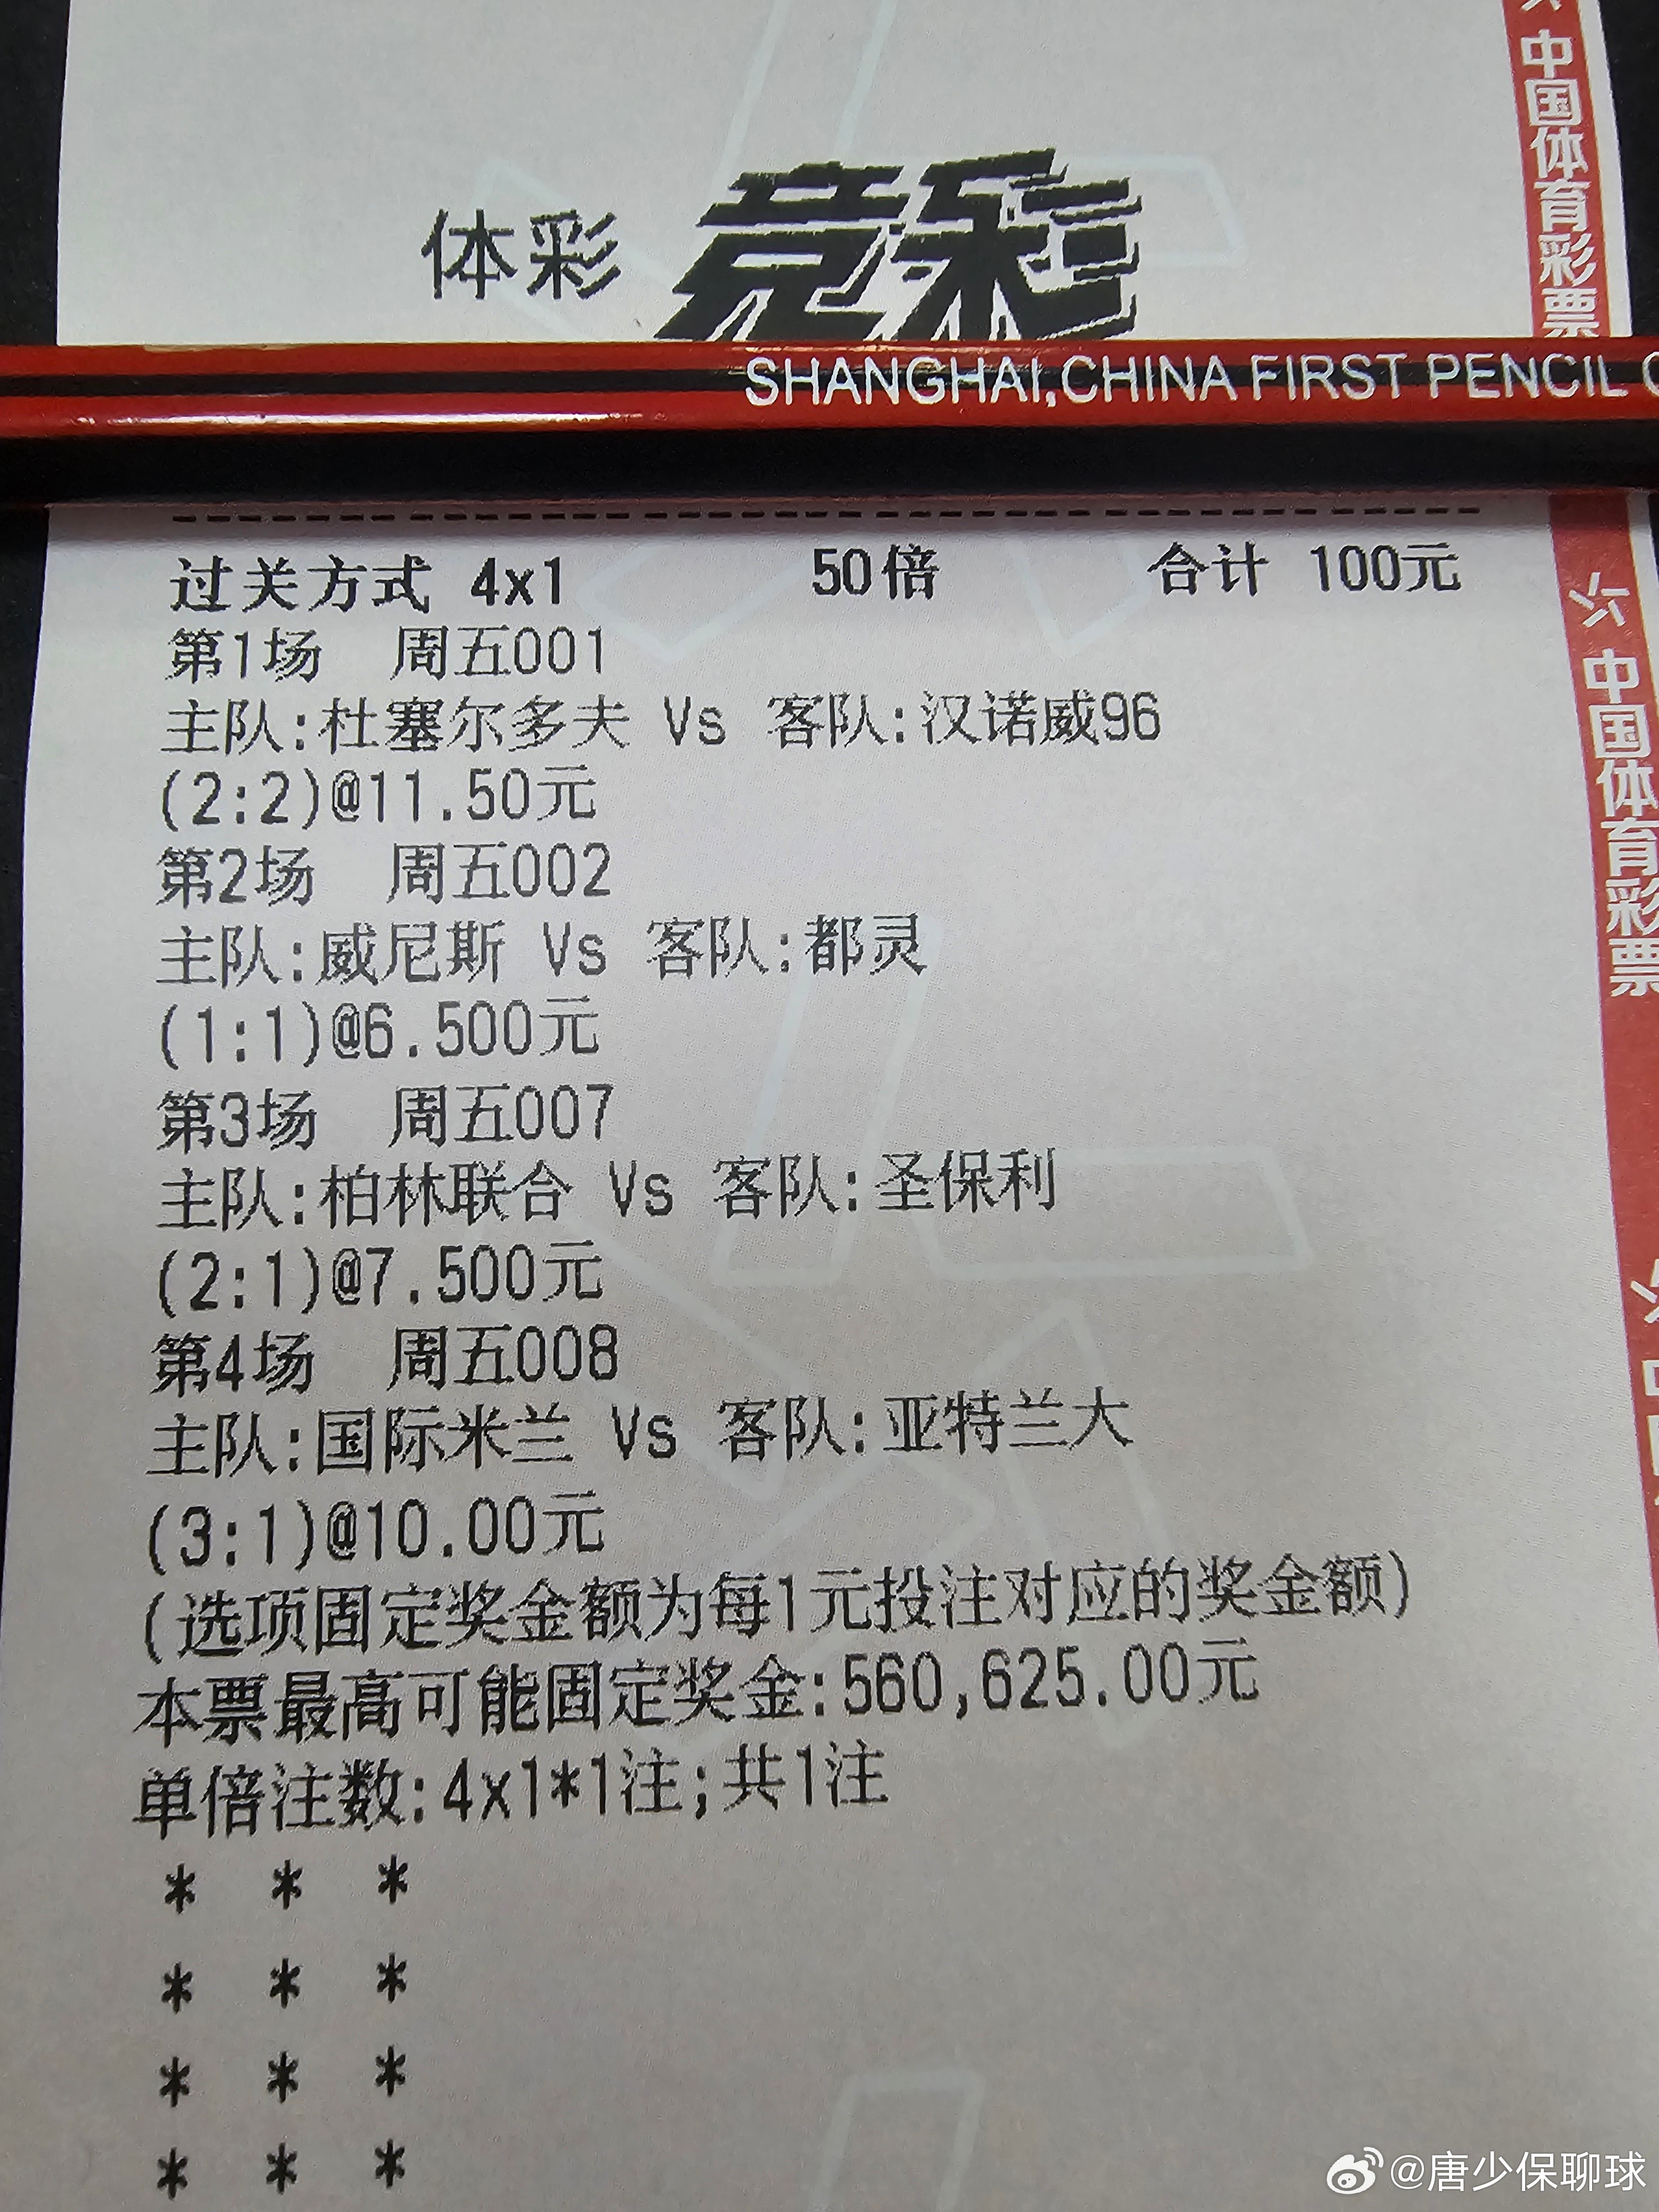 中国体育彩票
体彩 竞彩
SHANGHAI,CHINA FIRST PENCIL
过关方式 4x1 50倍 合计 100元
第1场 周五001
主队:杜塞尔多夫 Vs 客队:汉诺威96
(2:2)@11.50元
第2场 周五002
主队:威尼斯 Vs 客队:都灵
(1:1)@6.500元
第3场 周五007
主队:柏林联合 Vs 客队:圣保利
(2:1)@7.500元
第4场 周五008
主队:国际米兰 Vs 客队:亚特兰大
(3:1)@10.00元
(选项固定奖金额为每1元投注对应的奖金额)
本票最高可能固定奖金:560,625.00元
单倍注数:4x1*1注;共1注
* * *
* * *
* * *
* * *
中国体育彩票
@唐少保聊球